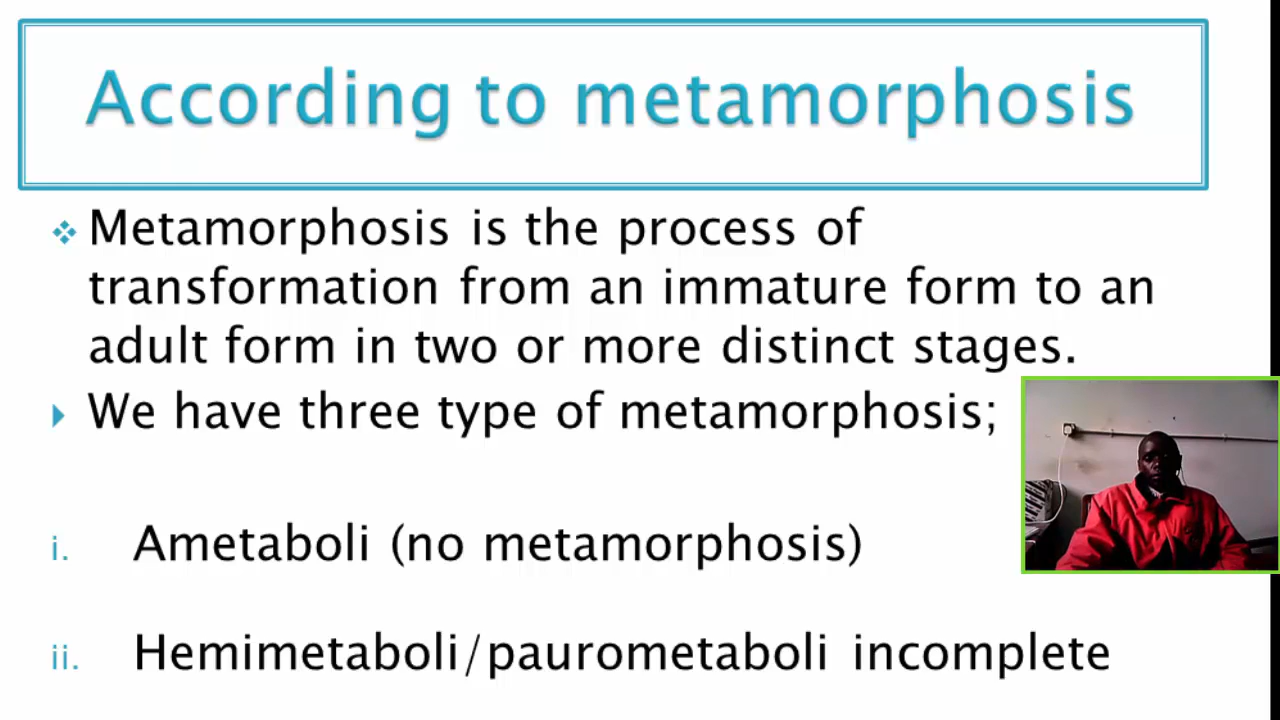 According to metamorphosis
❖ Metamorphosis is the process of
transformation from an immature form to an
adult form in two or more distinct stages.
We have three type of metamorphosis;
i. Ametaboli (no metamorphosis)
ii. Hemimetaboli/paurometaboli incomplete